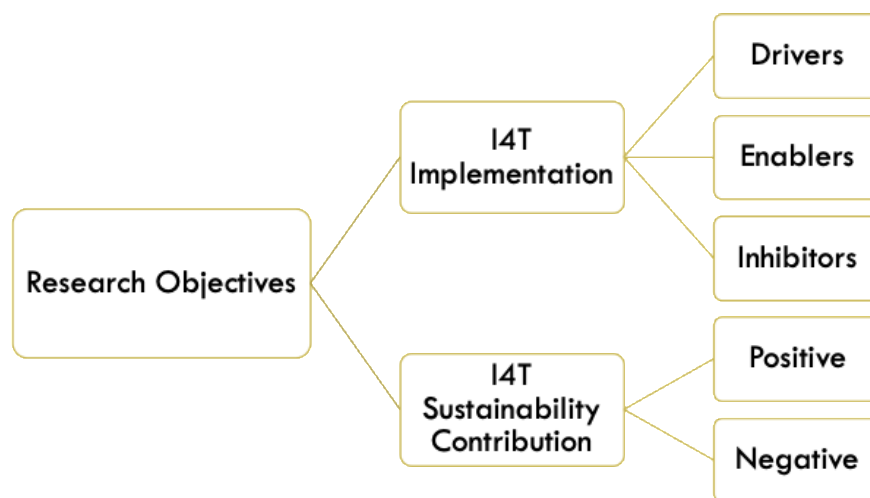 Research Objectives
I4T
Implementation
Drivers
Enablers
Inhibitors
I4T
Sustainability
Contribution
Positive
Negative